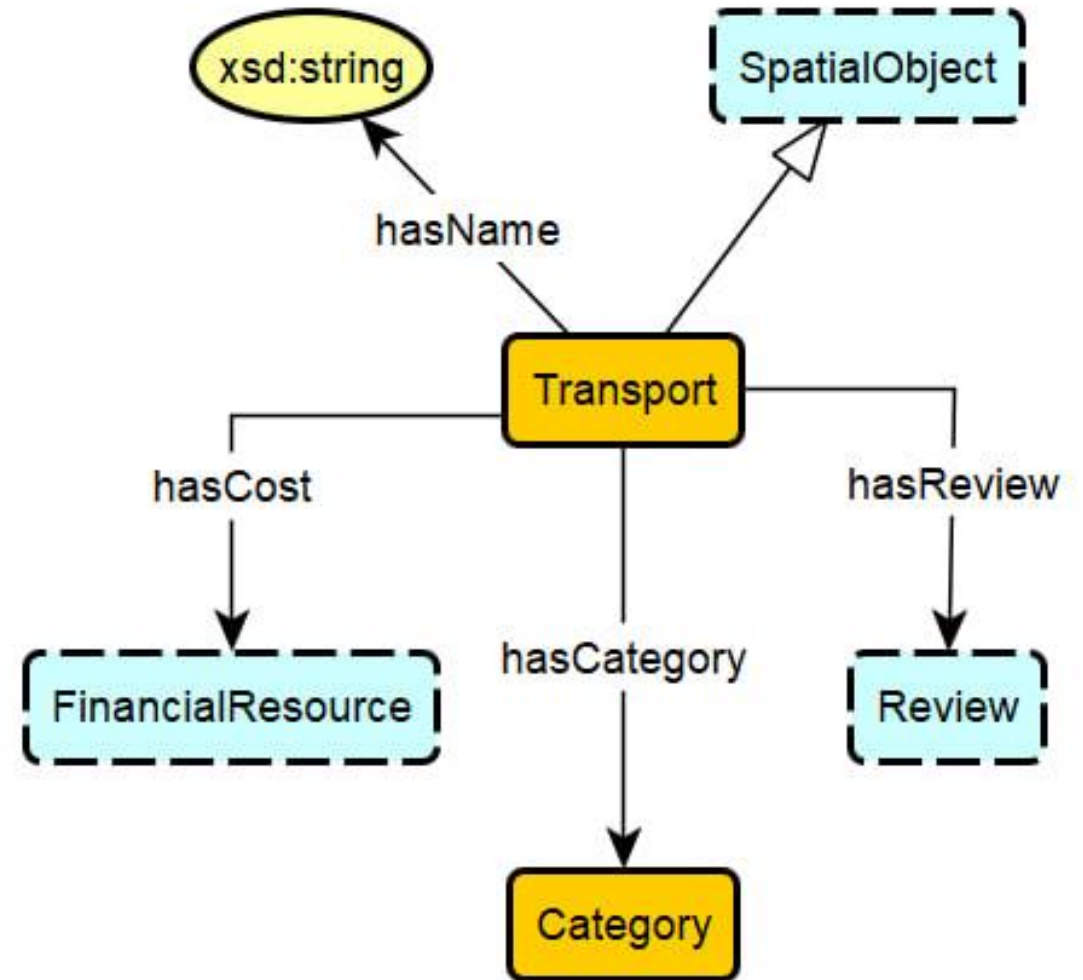 xsd:string
SpatialObject
hasName
Transport
hasCost
hasReview
hasCategory
FinancialResource
Review
Category